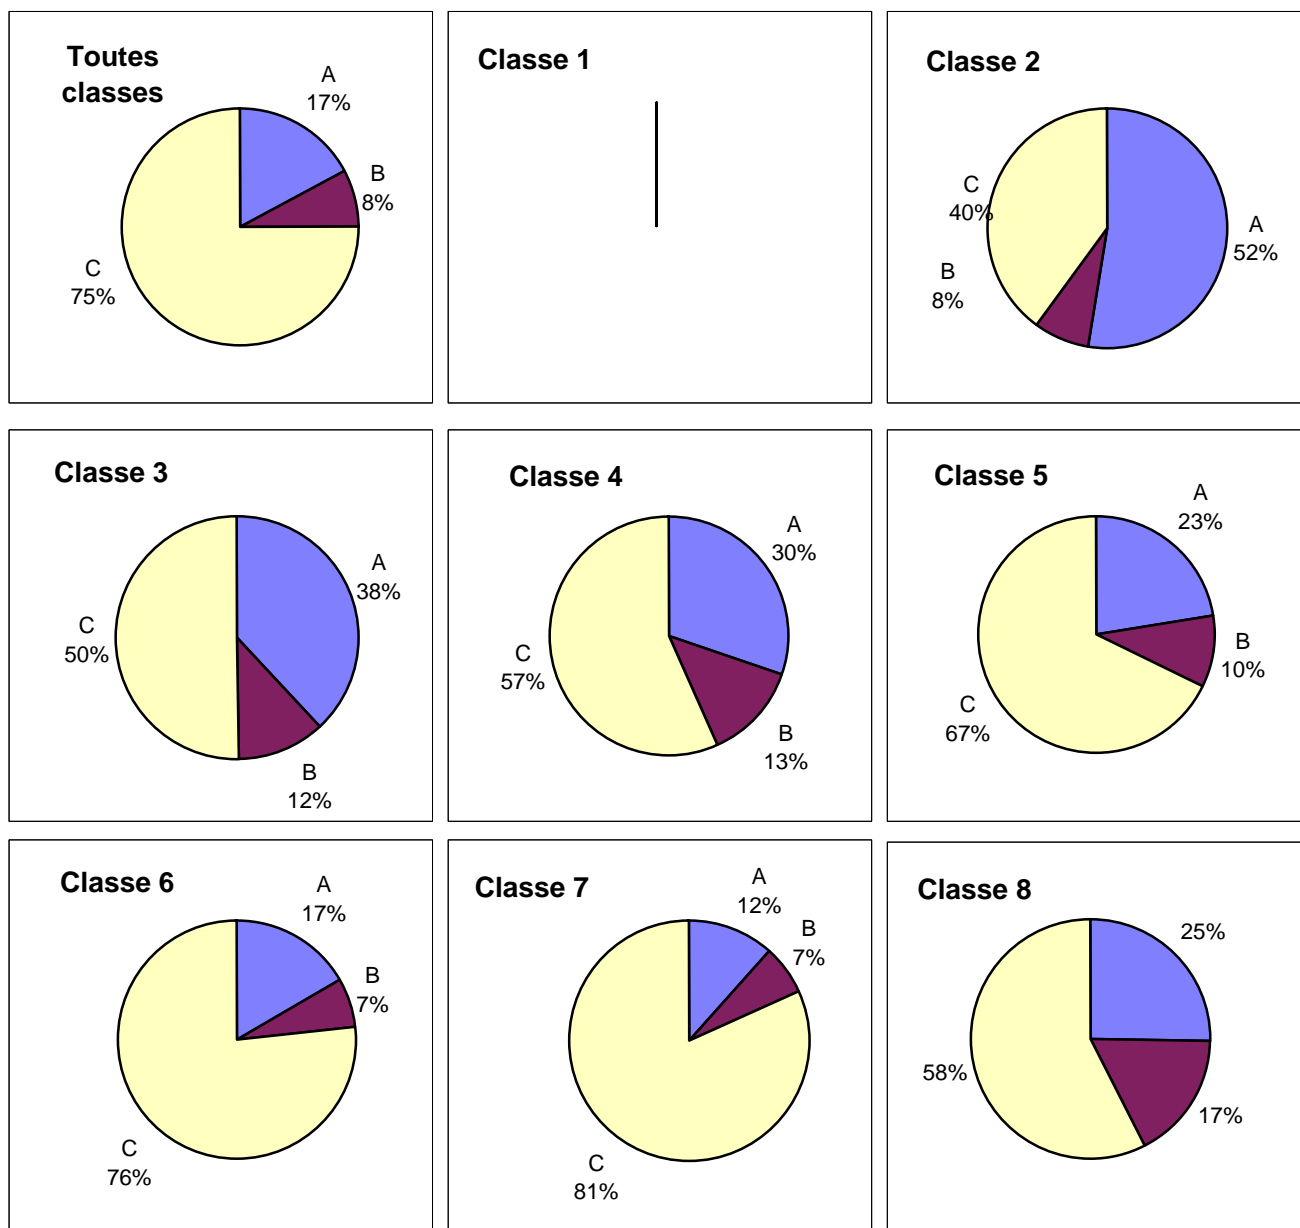 Toutes
classes
A
17%
B
8%
C
75%
Classe 1
Classe 2
C
40%
A
52%
B
8%
Classe 3
A
38%
C
50%
B
12%
Classe 4
A
30%
C
57%
B
13%
Classe 5
A
23%
B
10%
C
67%
Classe 6
A
17%
B
7%
C
76%
Classe 7
A
12%
B
7%
C
81%
Classe 8
25%
58%
17%